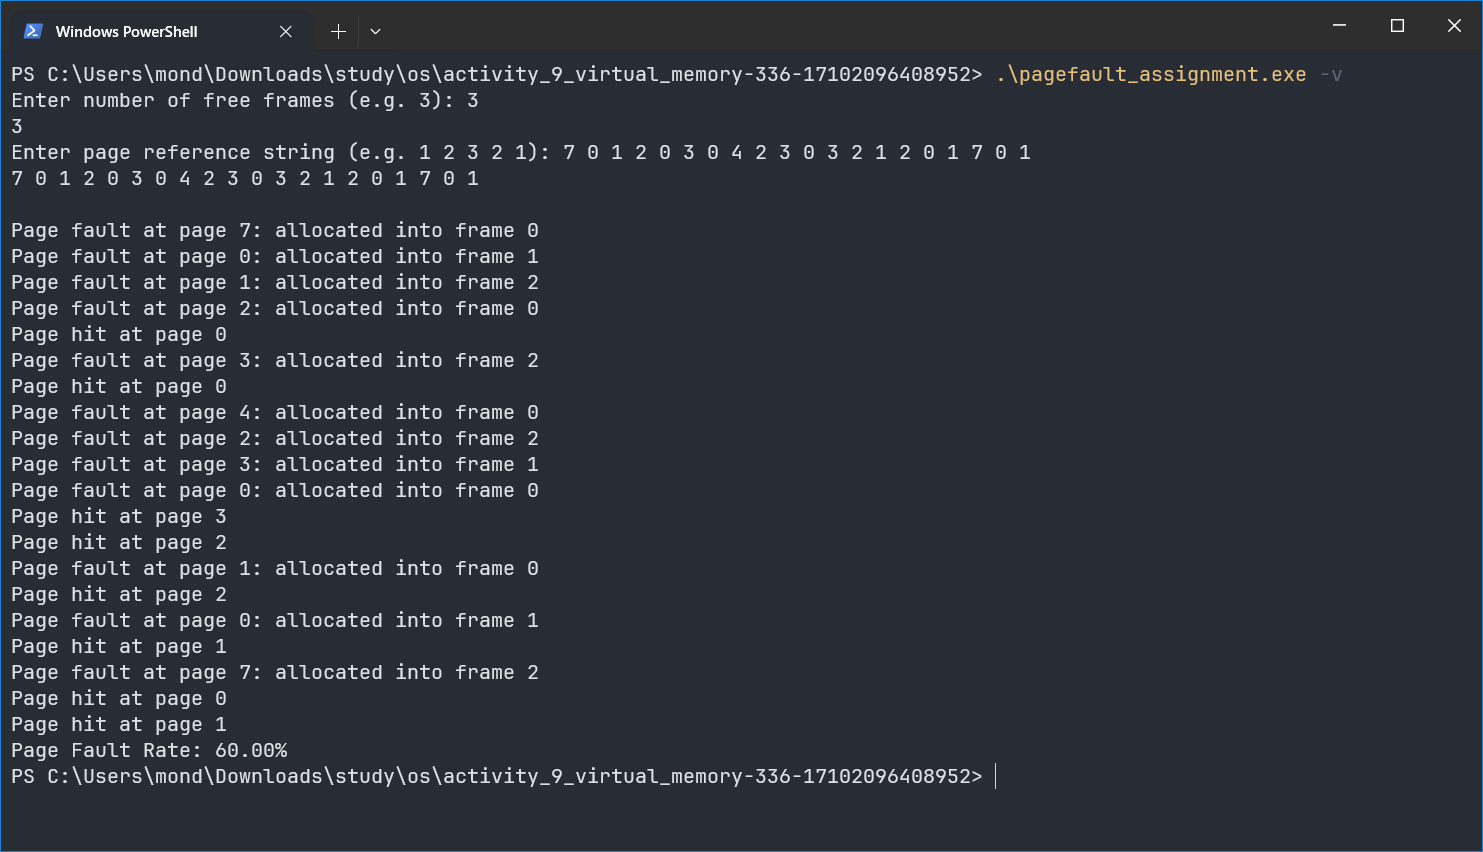 Windows PowerShell
PS C:\Users\mond\Downloads\study\os\activity_9_virtual_memory-336-17102096408952> .\pagefault_assignment.exe -v
Enter number of free frames (e.g. 3): 3
3
Enter page reference string (e.g. 1 2 3 2 1): 7 0 1 2 0 3 0 4 2 3 0 3 2 1 2 0 1 7 0 1
7 0 1 2 0 3 0 4 2 3 0 3 2 1 2 0 1 7 0 1
Page fault at page 7: allocated into frame 0
Page fault at page 0: allocated into frame 1
Page fault at page 1: allocated into frame 2
Page fault at page 2: allocated into frame 0
Page hit at page 0
Page fault at page 3: allocated into frame 2
Page hit at page 0
Page fault at page 4: allocated into frame 0
Page fault at page 2: allocated into frame 2
Page fault at page 3: allocated into frame 1
Page fault at page 0: allocated into frame 0
Page hit at page 3
Page hit at page 2
Page fault at page 1: allocated into frame 0
Page hit at page 2
Page fault at page 0: allocated into frame 1
Page hit at page 1
Page fault at page 7: allocated into frame 2
Page hit at page 0
Page hit at page 1
Page Fault Rate: 60.00%
PS C:\Users\mond\Downloads\study\os\activity_9_virtual_memory-336-17102096408952>